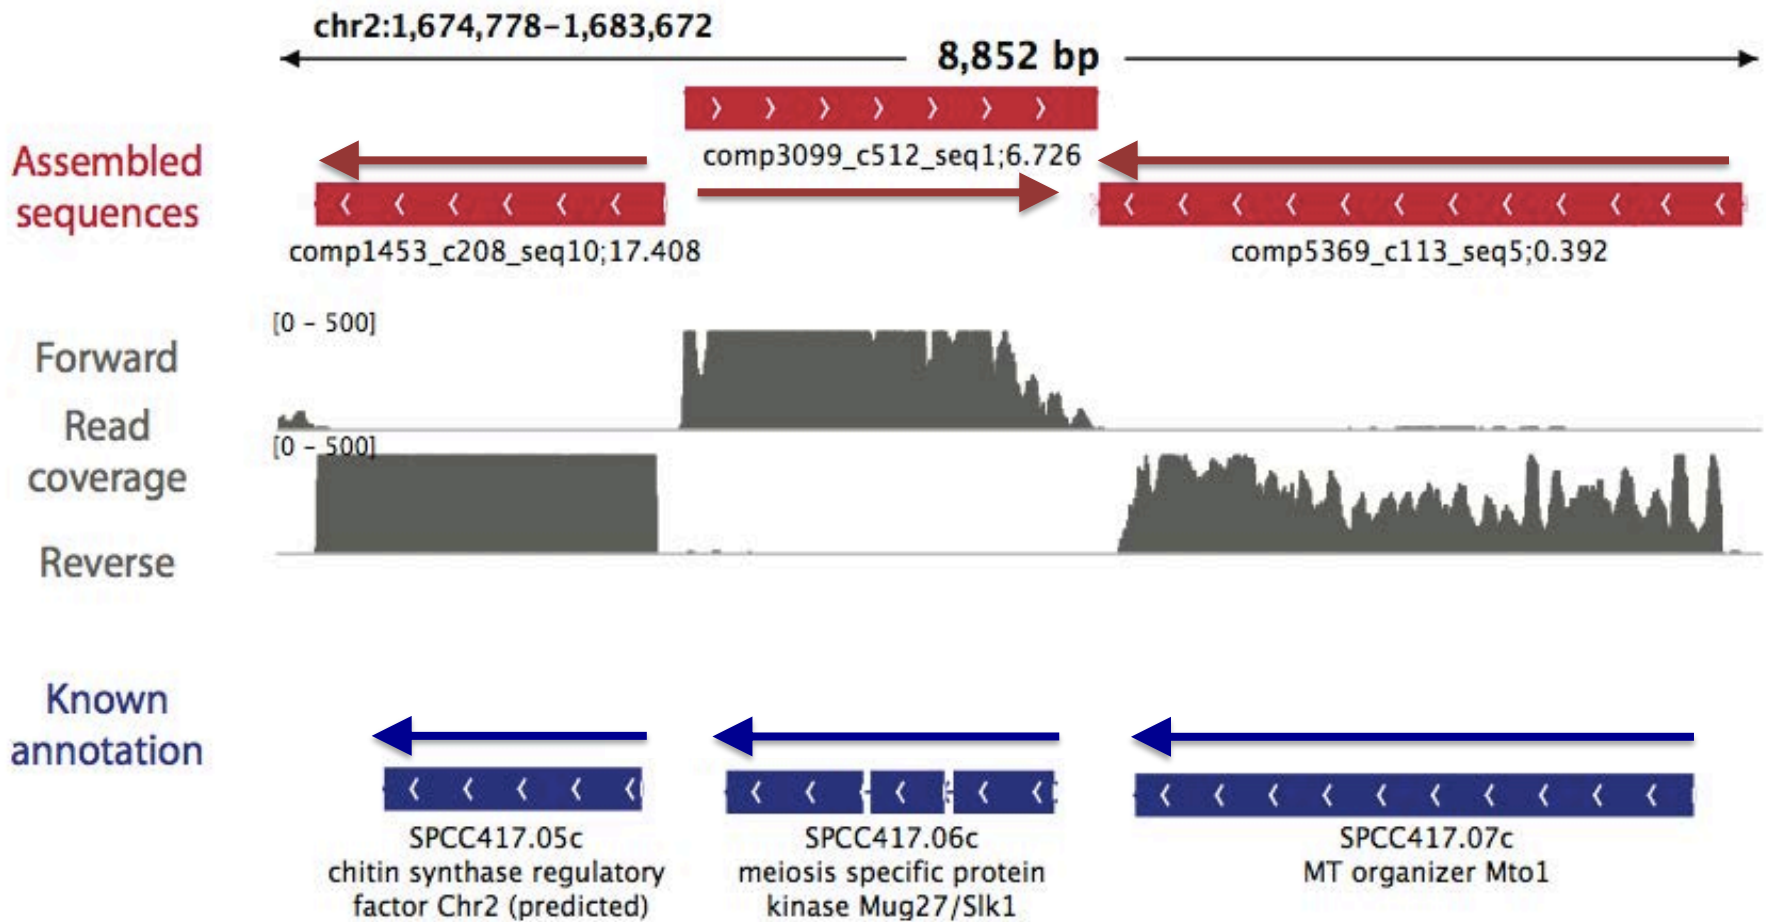 chr2:1,674,778–1,683,672
8,852 bp
Assembled
sequences
comp3099_c512_seq1;6.726
comp1453_c208_seq10;17.408
comp5369_c113_seq5;0.392
[0 – 500]
Forward
Read
coverage
[0 – 500]
Reverse
Known
annotation
SPCC417.05c
chitin synthase regulatory
factor Chr2 (predicted)
SPCC417.06c
meiosis specific protein
kinase Mug27/Slk1
SPCC417.07c
MT organizer Mto1